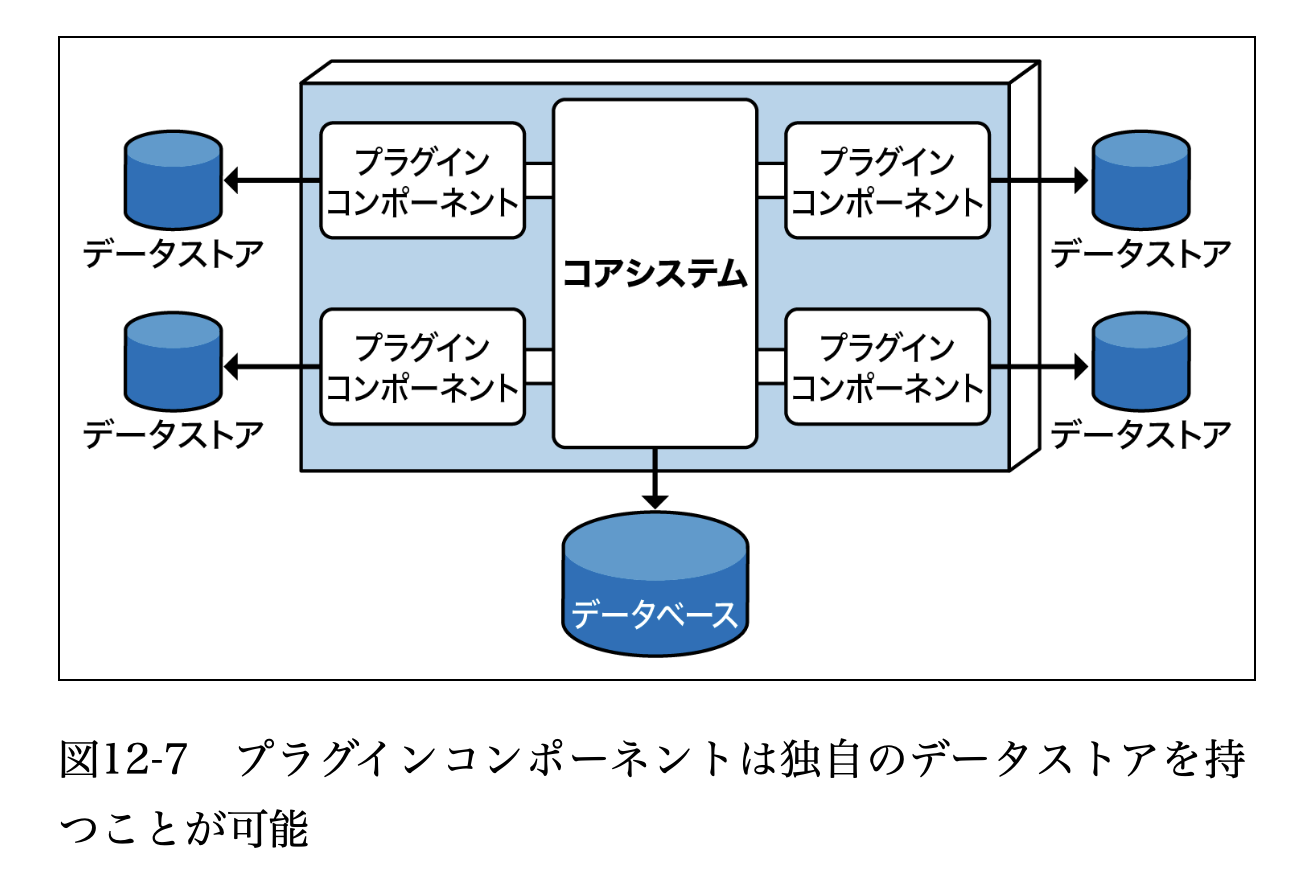 プラグイン
コンポーネント
プラグイン
コンポーネント
データストア
データストア
コアシステム
プラグイン
コンポーネント
プラグイン
コンポーネント
データストア
データストア
データベース
図12-7　プラグインコンポーネントは独自のデータストアを持
つことが可能